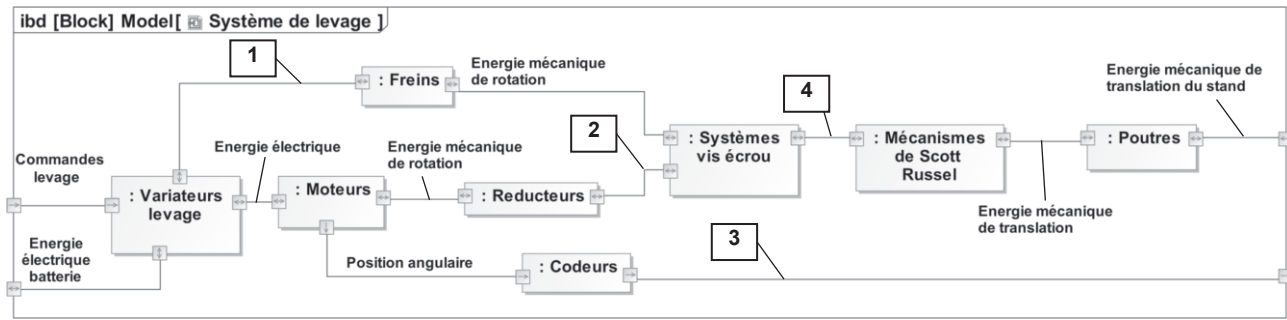 ibd [Block] Model[ Système de levage ]
1
Energie mécanique
de rotation
: Freins
4
Energie mécanique de
translation du stand
2
: Systèmes
vis écrou
: Mécanismes
de Scott
Russel
: Poutres
Commandes
levage
Energie électrique
Energie mécanique
de rotation
: Variateurs
levage
: Moteurs
: Reducteurs
Energie mécanique
de translation
Energie
électrique
batterie
Position angulaire
: Codeurs
3